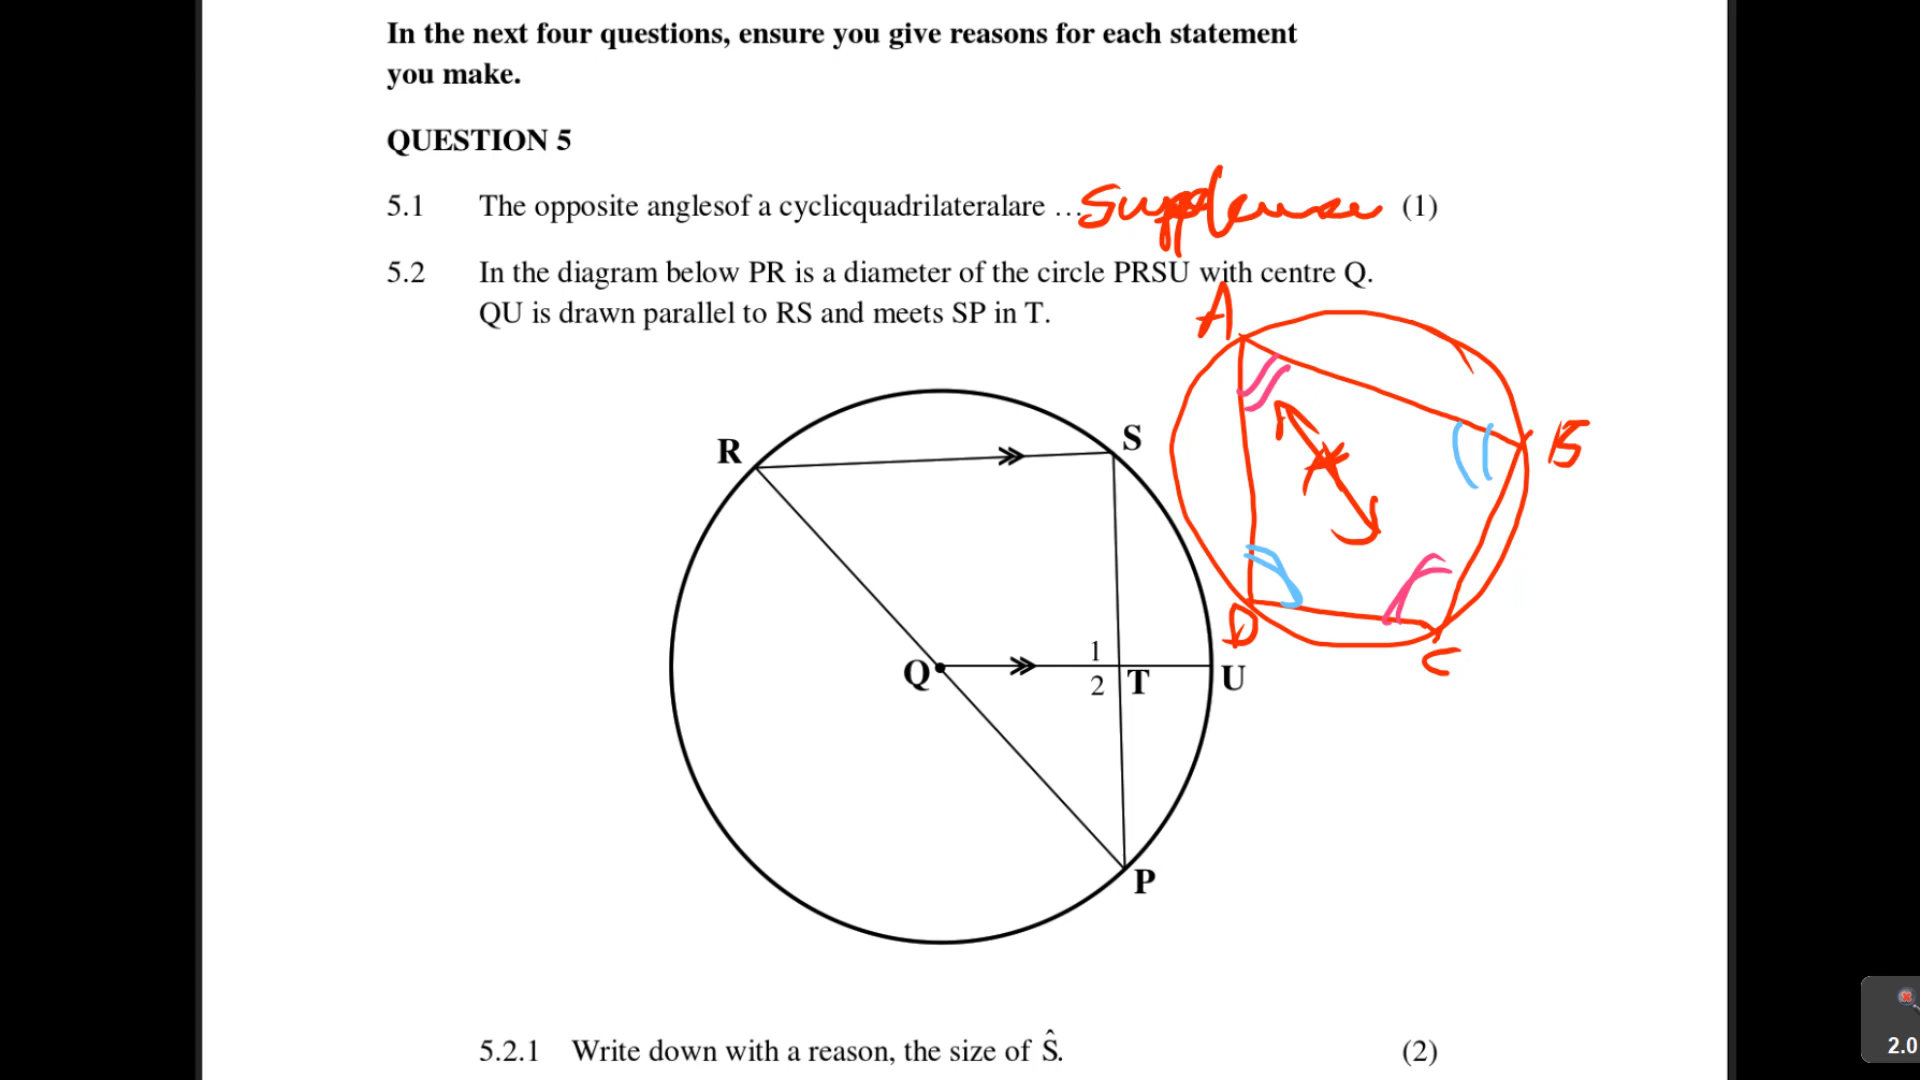 In the next four questions, ensure you give reasons for each statement
you make.
QUESTION 5
5.1 The opposite anglesof a cyclicquadrilateralare ... (1)
5.2 In the diagram below PR is a diameter of the circle PRSU with centre Q.
QU is drawn parallel to RS and meets SP in T.
A
R
S
B
D
C
Q
1
2
T
U
P
5.2.1 Write down with a reason, the size of Ŝ. (2)
2.0